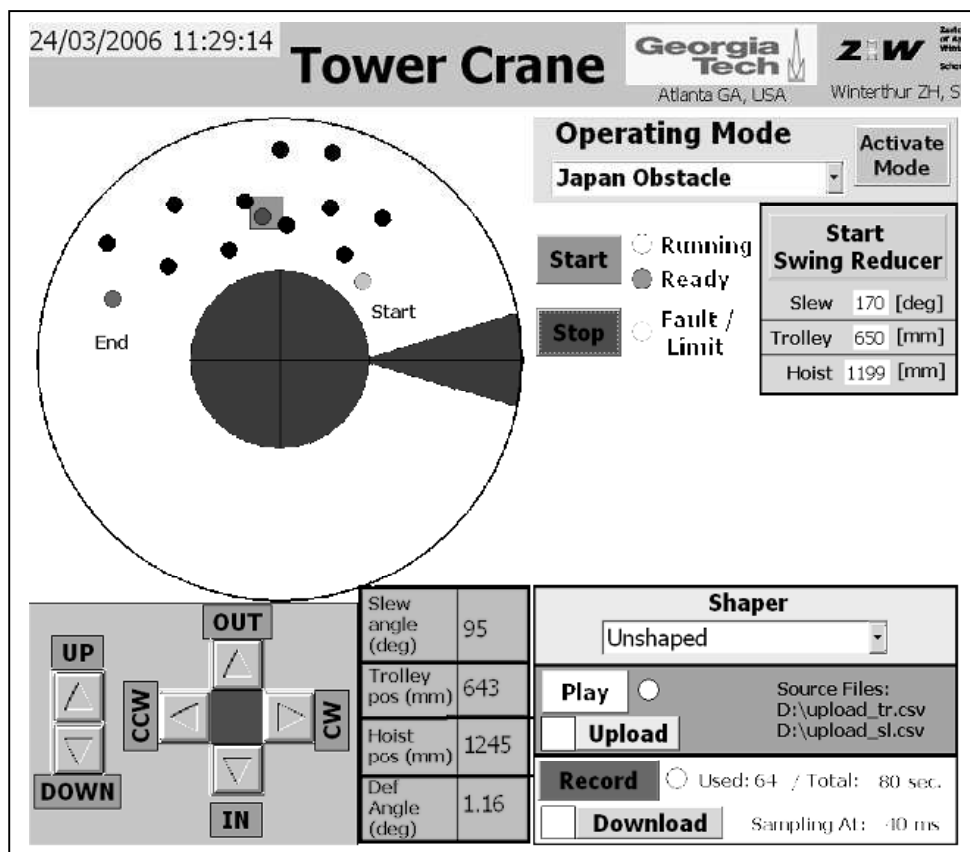 24/03/2006 11:29:14
Tower Crane
Georgia
Tech
Atlanta GA, USA
Winterthur ZH, S
Operating Mode
Japan Obstacle
Activate
Mode
Start
End
Start
Running
Ready
Stop
Fault /
Limit
Start
Swing Reducer
Slew 170 [deg]
Trolley 650 [mm]
Hoist 1199 [mm]
UP
DOWN
OUT
CCW
CW
IN
Slew
angle
(deg) 95
Trolley
pos (mm) 643
Hoist
pos (mm) 1245
Def
Angle
(deg) 1.16
Shaper
Unshaped
Play
Upload
Source Files:
D:\upload_tr.csv
D:\upload_sl.csv
Record
Used: 64 / Total: 80 sec.
Download
Sampling At: 40 ms